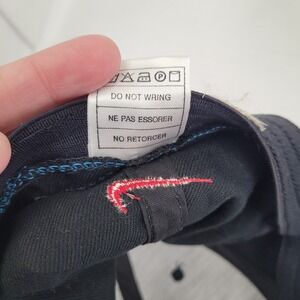 DO NOT WRING
NE PAS ESSORER
NO RETORCER